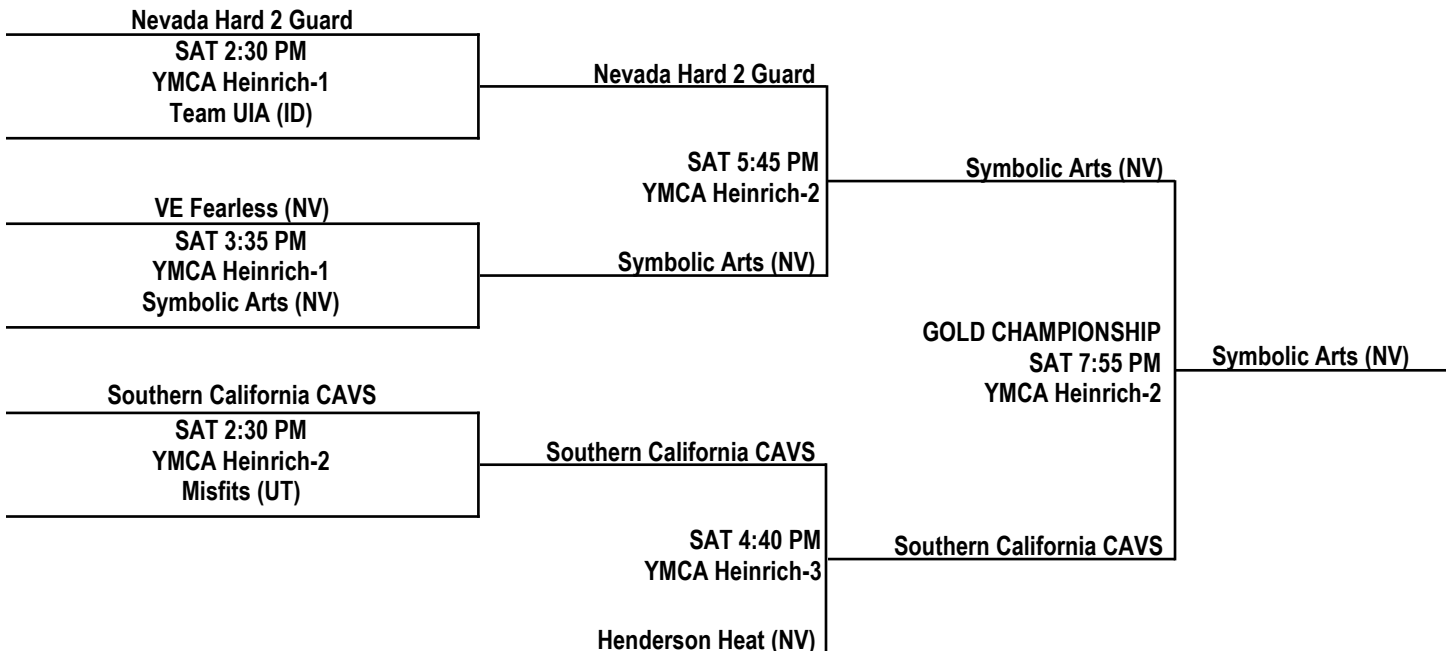 Nevada Hard 2 Guard
SAT 2:30 PM
YMCA Heinrich-1
Team UIA (ID)
VE Fearless (NV)
SAT 3:35 PM
YMCA Heinrich-1
Symbolic Arts (NV)
Southern California CAVS
SAT 2:30 PM
YMCA Heinrich-2
Misfits (UT)
Nevada Hard 2 Guard
SAT 5:45 PM
YMCA Heinrich-2
Symbolic Arts (NV)
Southern California CAVS
SAT 4:40 PM
YMCA Heinrich-3
Henderson Heat (NV)
Symbolic Arts (NV)
GOLD CHAMPIONSHIP
SAT 7:55 PM
YMCA Heinrich-2
Southern California CAVS
Symbolic Arts (NV)